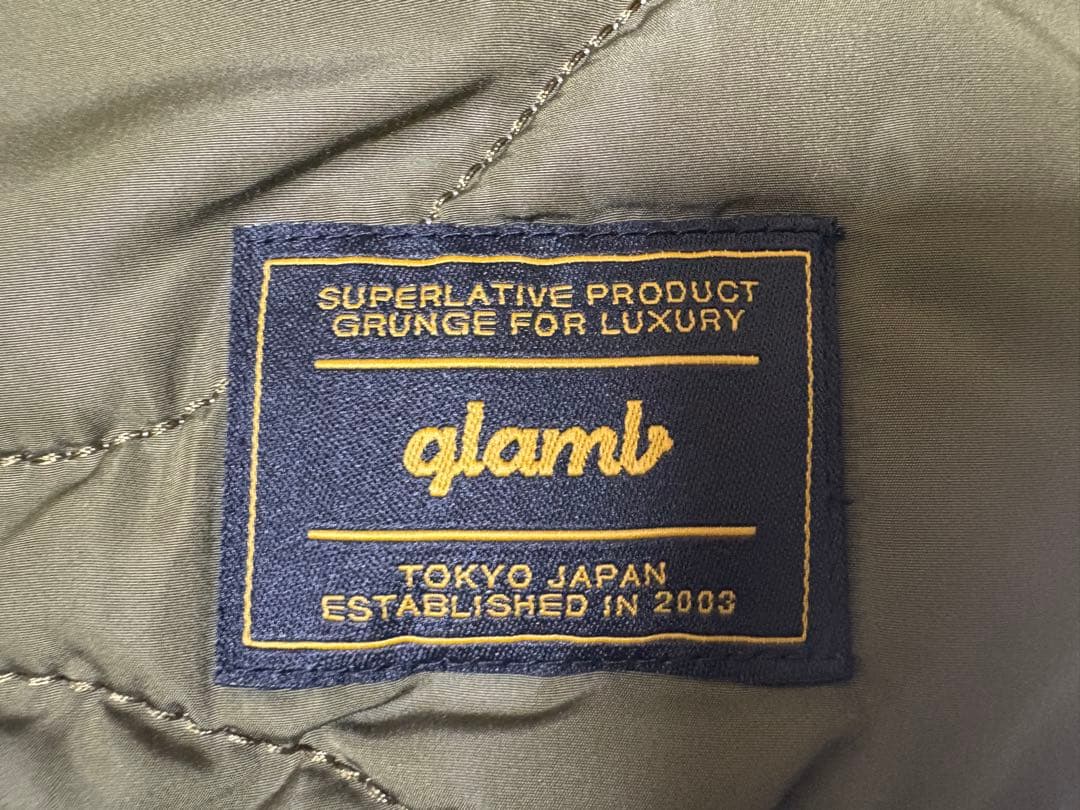 SUPERLATIVE PRODUCT
GRUNGE FOR LUXURY
glamb
TOKYO JAPAN
ESTABLISHED IN 2003